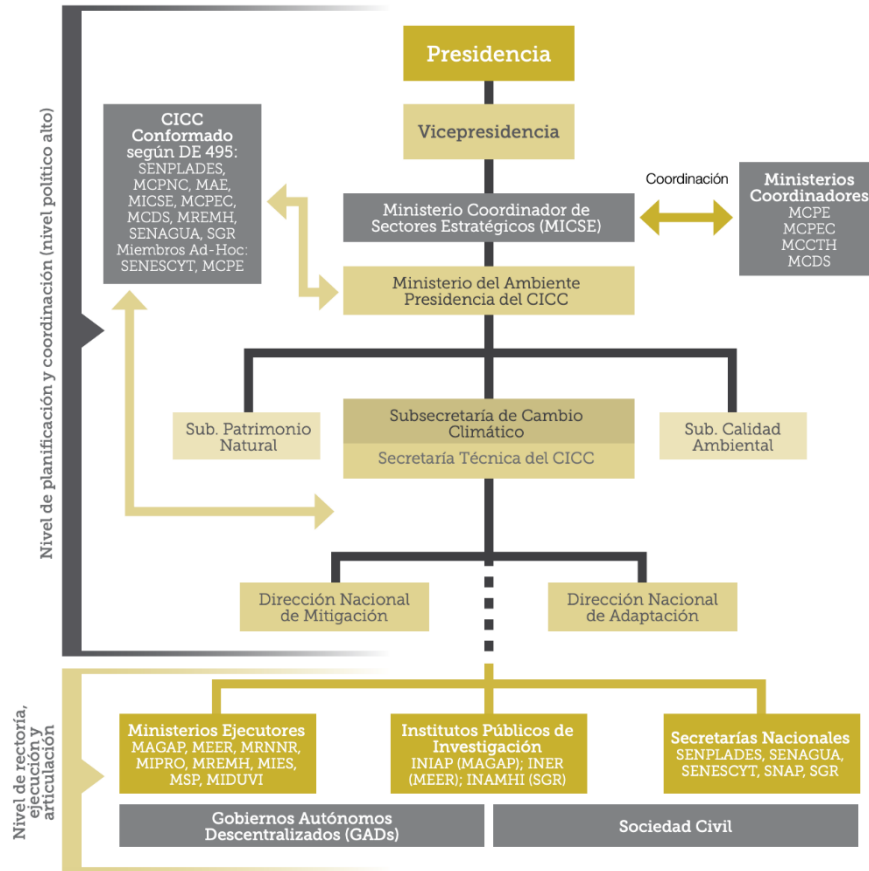 Presidencia
Vicepresidencia
CICC
Conformado
según DE 495:
SENPLADES,
MCPNC, MAE,
MICSE, MCPEC,
MCDS, MREMH,
SENAGUA, SGR
Miembros Ad-Hoc:
SENESCYT, MCPE
Ministerio Coordinador de
Sectores Estratégicos (MICSE)
Coordinación
Ministerios
Coordinadores
MCPE
MCPEC
MCCTH
MCDS
Ministerio del Ambiente
Presidencia del CICC
Sub. Patrimonio
Natural
Subsecretaría de Cambio
Climático
Secretaría Técnica del CICC
Sub. Calidad
Ambiental
Dirección Nacional
de Mitigación
Dirección Nacional
de Adaptación
Nivel de planificación y coordinación (nivel político alto)
Nivel de rectoría,
ejecución y
articulación
Ministerios Ejecutores
MAGAP, MEER, MRNNR,
MIPRO, MREMH, MIES,
MSP, MIDUVI
Institutos Públicos de
Investigación
INIAP (MAGAP); INER
(MEER); INAMHI (SGR)
Secretarías Nacionales
SENPLADES, SENAGUA,
SENESCYT, SNAP, SGR
Gobiernos Autónomos
Descentralizados (GADs)
Sociedad Civil